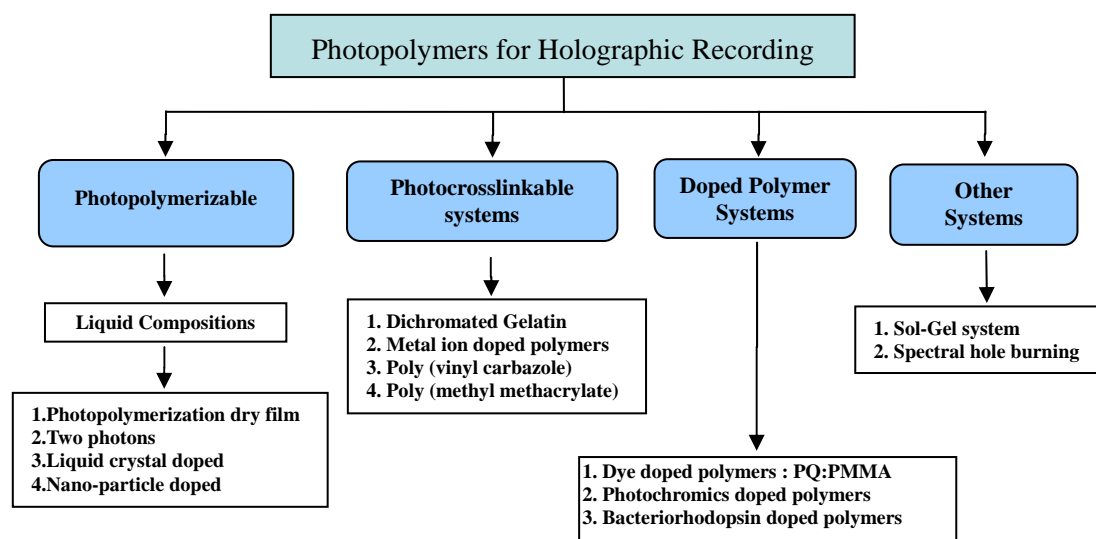 Photopolymers for Holographic Recording
Photopolymerizable
Photocrosslinkable
systems
Doped Polymer
Systems
Other
Systems
Liquid Compositions
1. Dichromated Gelatin
2. Metal ion doped polymers
3. Poly (vinyl carbazole)
4. Poly (methyl methacrylate)
1. Sol-Gel system
2. Spectral hole burning
1.Photopolymerization dry film
2.Two photons
3.Liquid crystal doped
4.Nano-particle doped
1. Dye doped polymers : PQ:PMMA
2. Photochromics doped polymers
3. Bacteriorhodopsin doped polymers